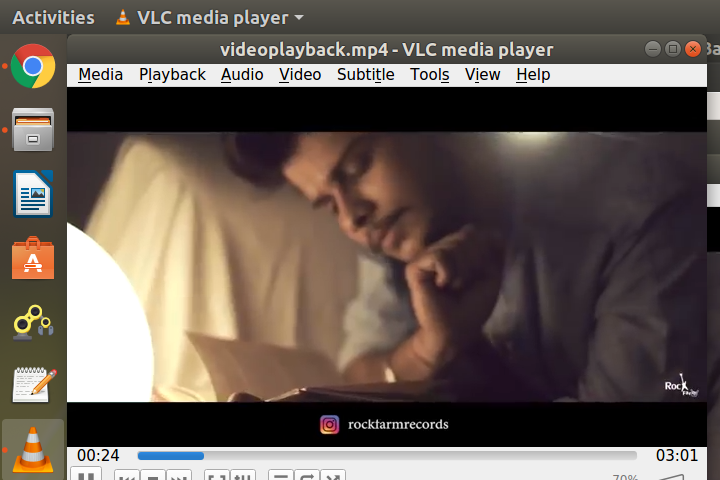 Activities VLC media player
videoplayback.mp4 - VLC media player
Media Playback Audio Video Subtitle Tools View Help
Rock
rockfarmrecords
00:24 03:01
70%